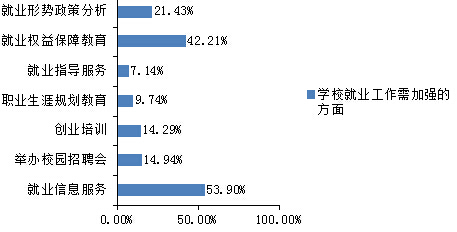 就业形势政策分析 21.43%
就业权益保障教育 42.21%
就业指导服务 7.14%
职业生涯规划教育 9.74%
创业培训 14.29%
举办校园招聘会 14.94%
就业信息服务 53.90%
0.00% 50.00% 100.00%
学校就业工作需加强的
方面